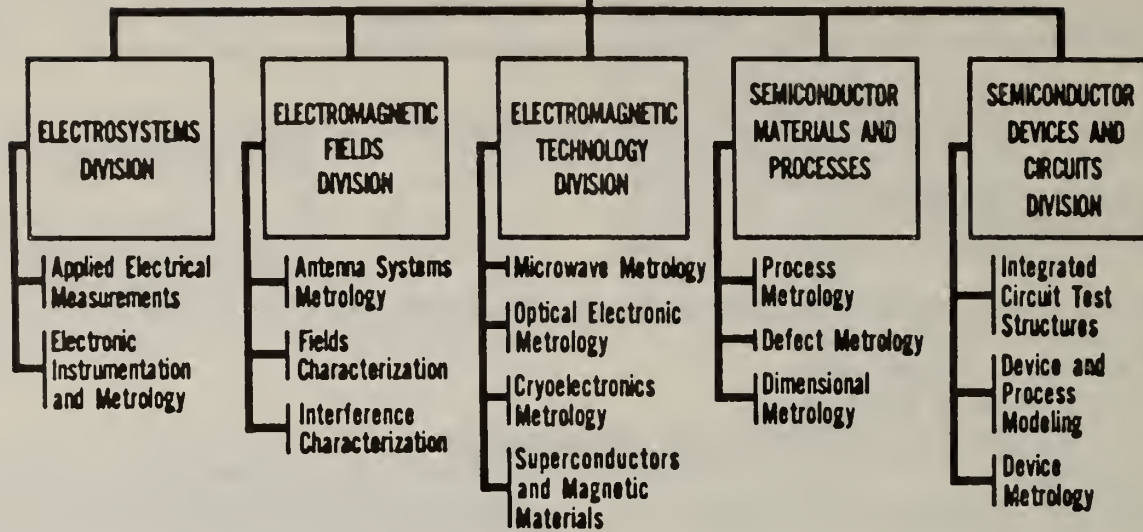 ELECTROSYSTEMS
DIVISION
Applied Electrical
Measurements
Electronic
Instrumentation
and Metrology
ELECTROMAGNETIC
FIELDS
DIVISION
Antenna Systems
Metrology
Fields
Characterization
Interference
Characterization
ELECTROMAGNETIC
TECHNOLOGY
DIVISION
Microwave Metrology
Optical Electronic
Metrology
Cryoelectronics
Metrology
Superconductors
and Magnetic
Materials
SEMICONDUCTOR
MATERIALS AND
PROCESSES
Process
Metrology
Defect Metrology
Dimensional
Metrology
SEMICONDUCTOR
DEVICES AND
CIRCUITS
DIVISION
Integrated
Circuit Test
Structures
Device and
Process
Modeling
Device
Metrology